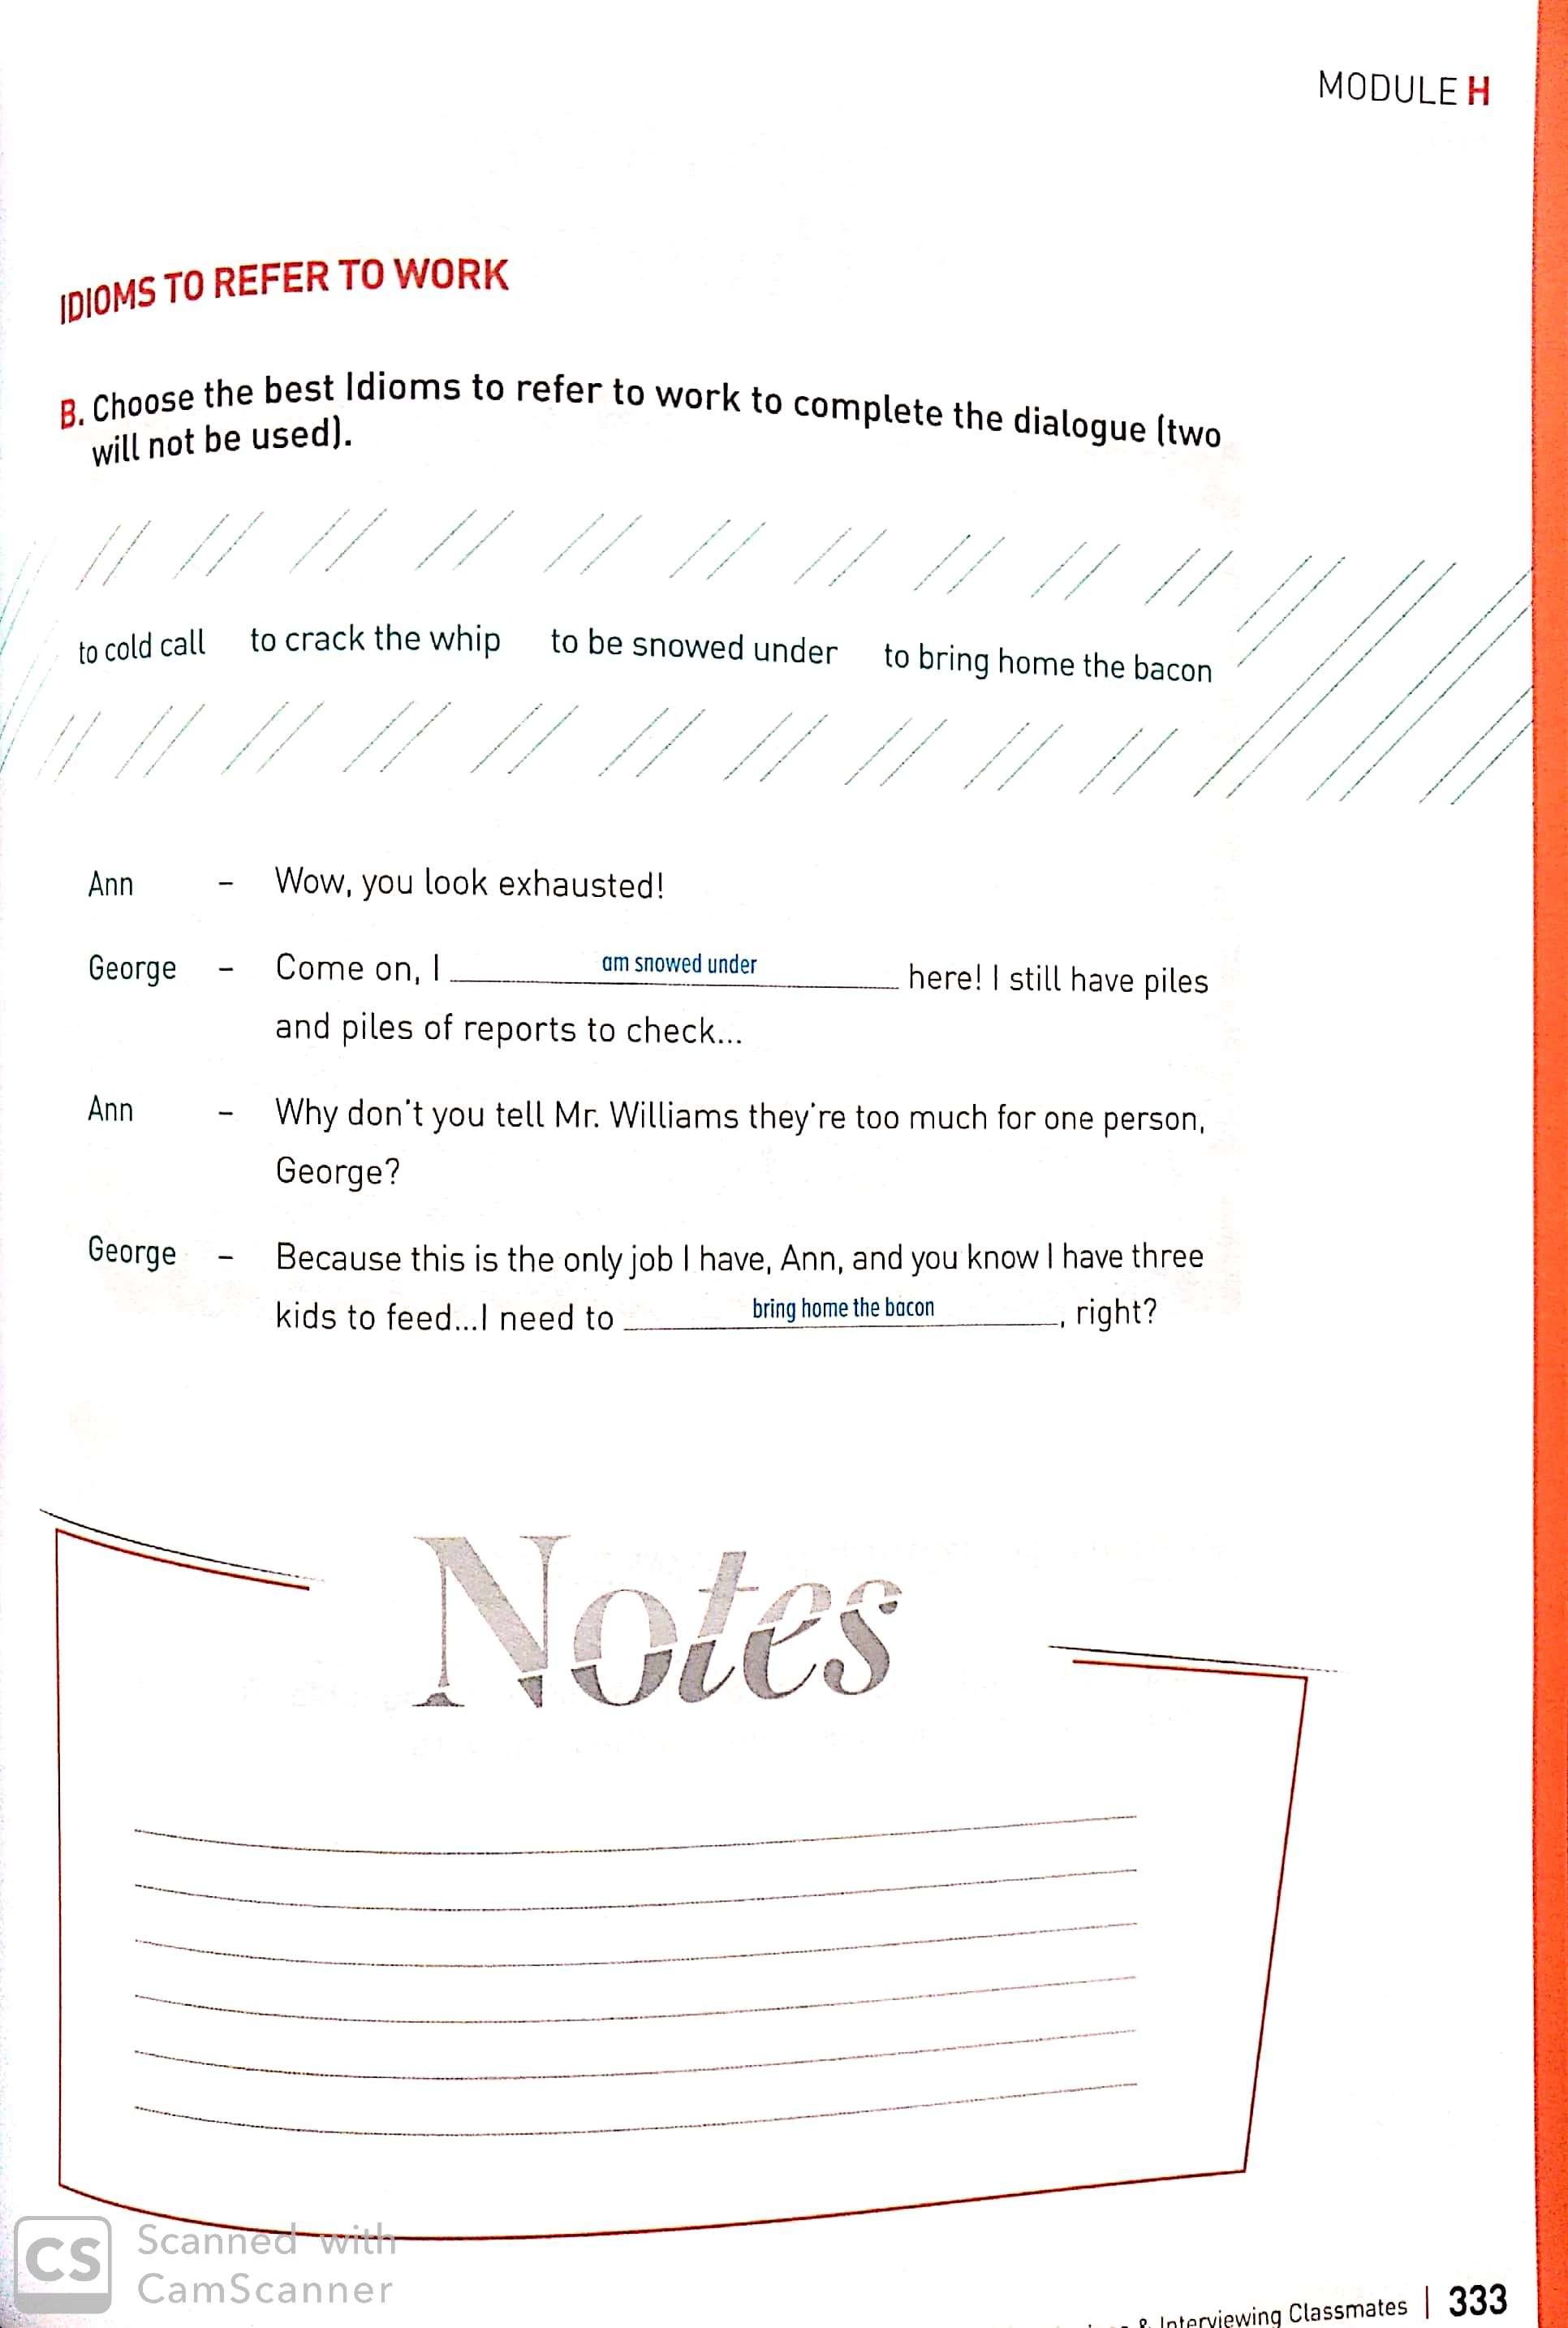 MODULE H
IDIOMS TO REFER TO WORK
B. Choose the best Idioms to refer to work to complete the dialogue (two
will not be used).
to cold call to crack the whip to be snowed under to bring home the bacon
Ann - Wow, you look exhausted!
George - Come on, I am snowed under here! I still have piles
and piles of reports to check...
Ann - Why don't you tell Mr. Williams they're too much for one person,
George?
George - Because this is the only job I have, Ann, and you know I have three
kids to feed...I need to bring home the bacon, right?
Notes
CS Scanned with
CamScanner
& Interviewing Classmates | 333